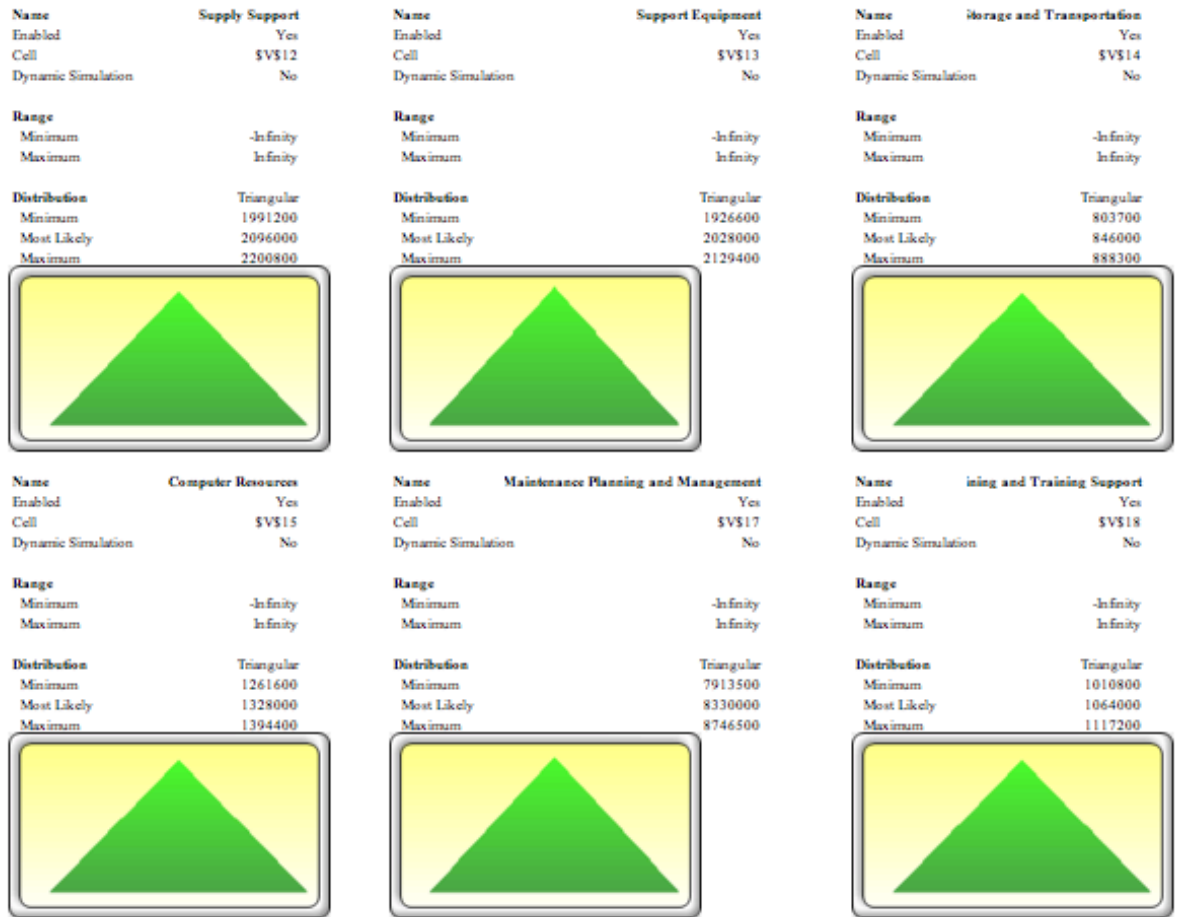 Name Supply Support
Enabled Yes
Cell $V$12
Dynamic Simulation No
Range
Minimum -Infinity
Maximum Infinity
Distribution Triangular
Minimum 1991200
Most Likely 2096000
Maximum 2200800
Name Support Equipment
Enabled Yes
Cell $V$13
Dynamic Simulation No
Range
Minimum -Infinity
Maximum Infinity
Distribution Triangular
Minimum 1926600
Most Likely 2028000
Maximum 2129400
Name Storage and Transportation
Enabled Yes
Cell $V$14
Dynamic Simulation No
Range
Minimum -Infinity
Maximum Infinity
Distribution Triangular
Minimum 803700
Most Likely 846000
Maximum 888300
Name Computer Resources
Enabled Yes
Cell $V$15
Dynamic Simulation No
Range
Minimum -Infinity
Maximum Infinity
Distribution Triangular
Minimum 1261600
Most Likely 1328000
Maximum 1394400
Name Maintenance Planning and Management
Enabled Yes
Cell $V$17
Dynamic Simulation No
Range
Minimum -Infinity
Maximum Infinity
Distribution Triangular
Minimum 7913500
Most Likely 8330000
Maximum 8746500
Name ining and Training Support
Enabled Yes
Cell $V$18
Dynamic Simulation No
Range
Minimum -Infinity
Maximum Infinity
Distribution Triangular
Minimum 1010800
Most Likely 1064000
Maximum 1117200